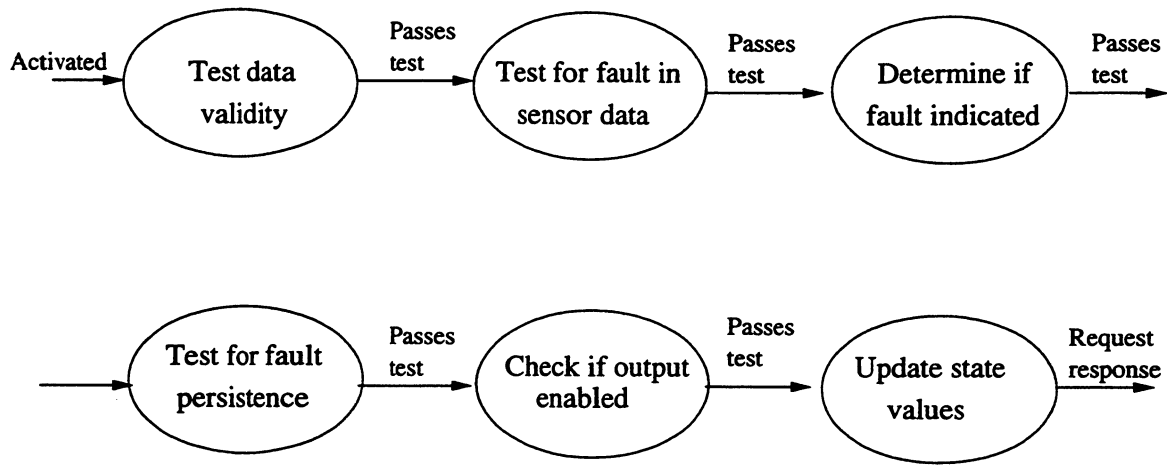 Activated
Test data
validity
Passes
test
Test for fault in
sensor data
Passes
test
Determine if
fault indicated
Passes
test
Test for fault
persistence
Passes
test
Check if output
enabled
Passes
test
Update state
values
Request
response